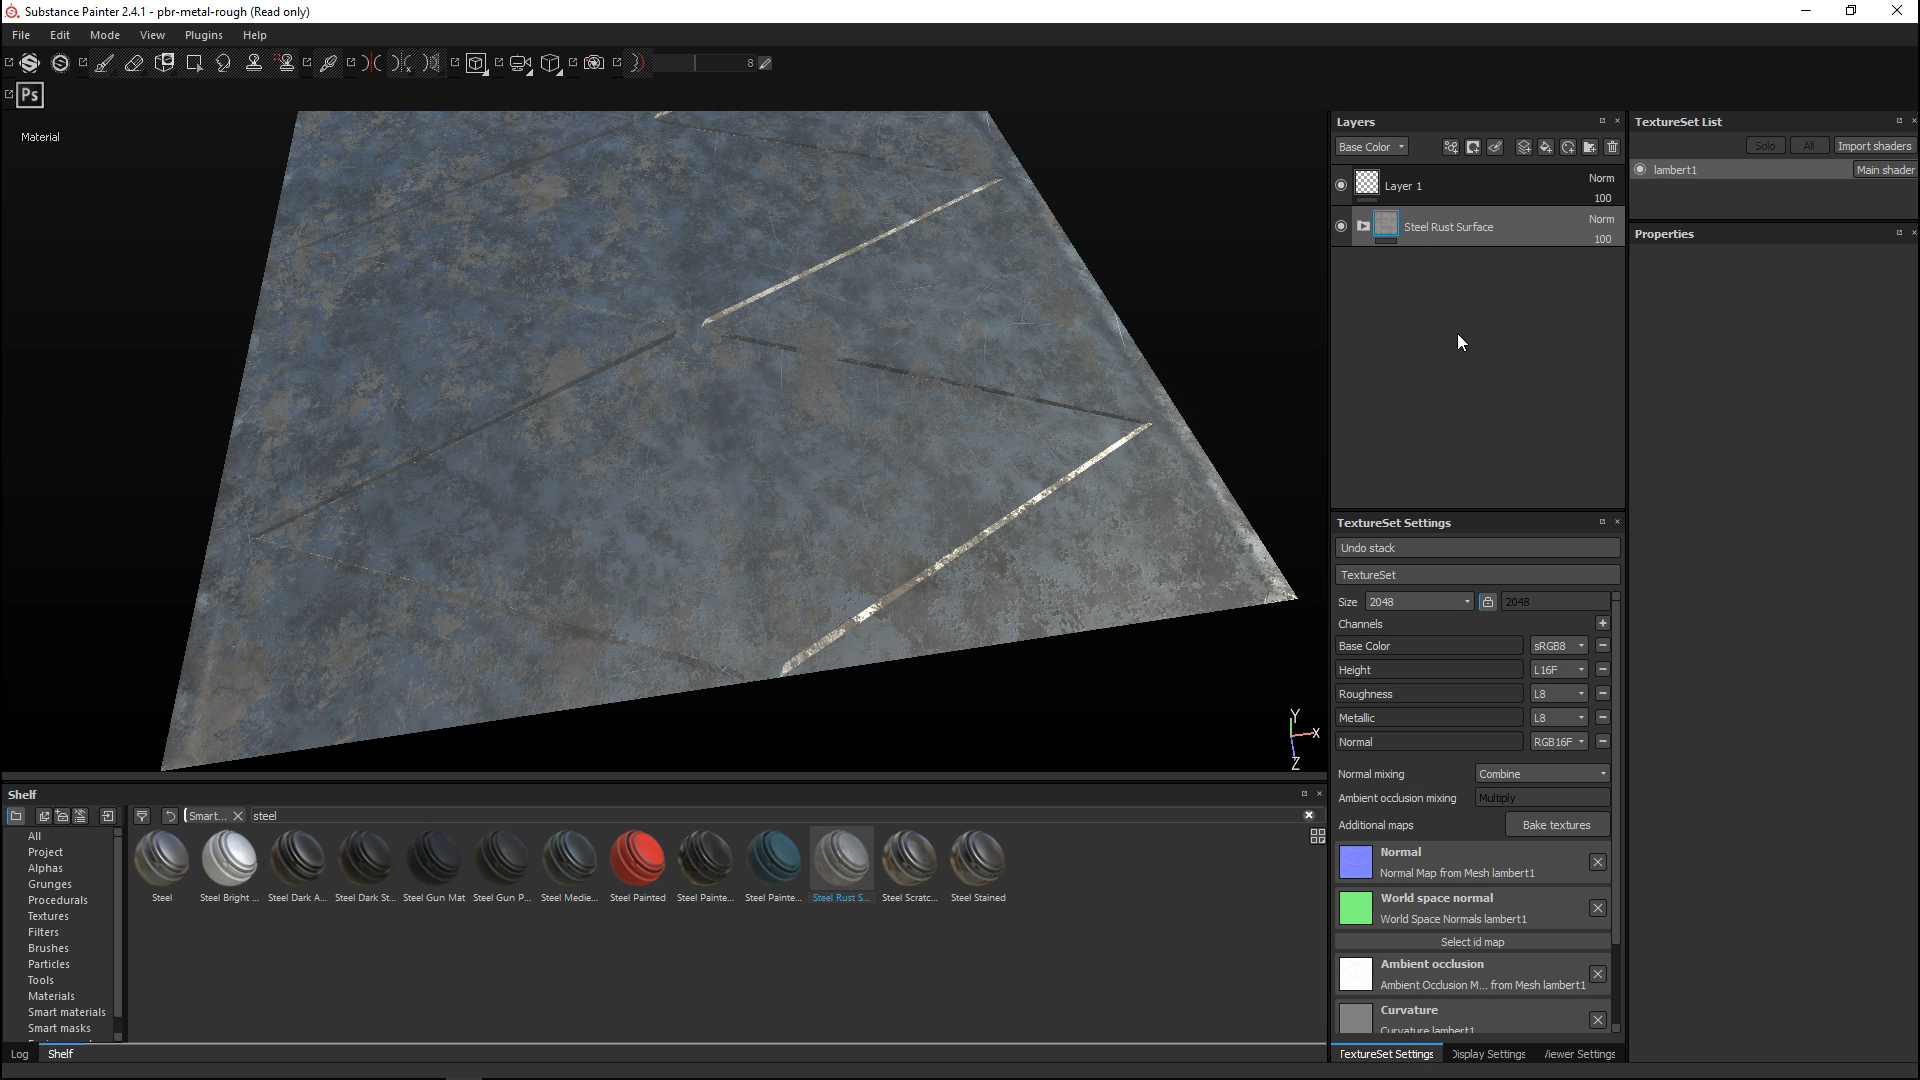 Substance Painter 2.4.1 - pbr-metal-rough (Read only)
File Edit Mode View Plugins Help
8
Ps
Material
Y
X
Z
Layers
Base Color
Layer 1
Norm
100
Steel Rust Surface
Norm
100
TextureSet List
Solo All Import shaders
lambert1 Main shader
Properties
TextureSet Settings
Undo stack
TextureSet
Size 2048 2048
Channels
Base Color sRGB8
Height L16F
Roughness L8
Metallic L8
Normal RGB16F
Normal mixing Combine
Ambient occlusion mixing Multiply
Additional maps Bake textures
Normal
Normal Map from Mesh lambert1
World space normal
World Space Normals lambert1
Select id map
Ambient occlusion
Ambient Occlusion M... from Mesh lambert1
Curvature
Curvature lambert1
TextureSet Settings Display Settings Viewer Settings
Shelf
Smart... steel
All
Project
Alphas
Grunges
Procedurals
Textures
Filters
Brushes
Particles
Tools
Materials
Smart materials
Smart masks
Steel Steel Bright ... Steel Dark A... Steel Dark St... Steel Gun Mat Steel Gun P... Steel Medie... Steel Painted Steel Painte... Steel Painte... Steel Rust S... Steel Scratc... Steel Stained
Log Shelf